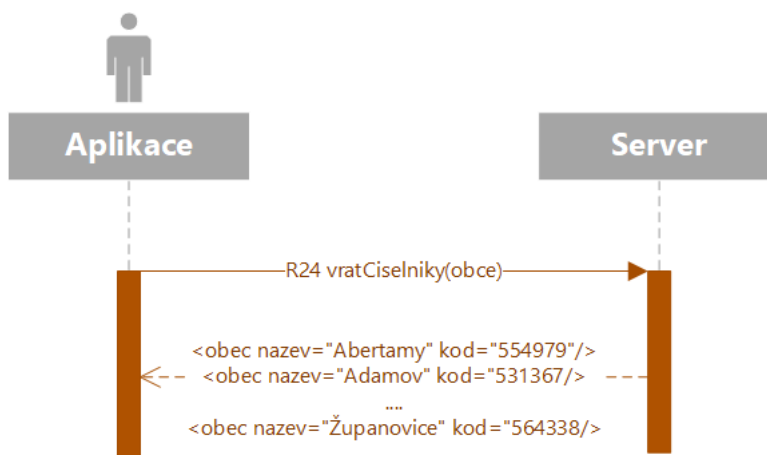 Aplikace
Server
R24 vratCiselniky(obce)
<obec nazev="Abertamy" kod="554979"/>
<obec nazev="Adamov" kod="531367/>
....
<obec nazev="Županovice" kod="564338/>